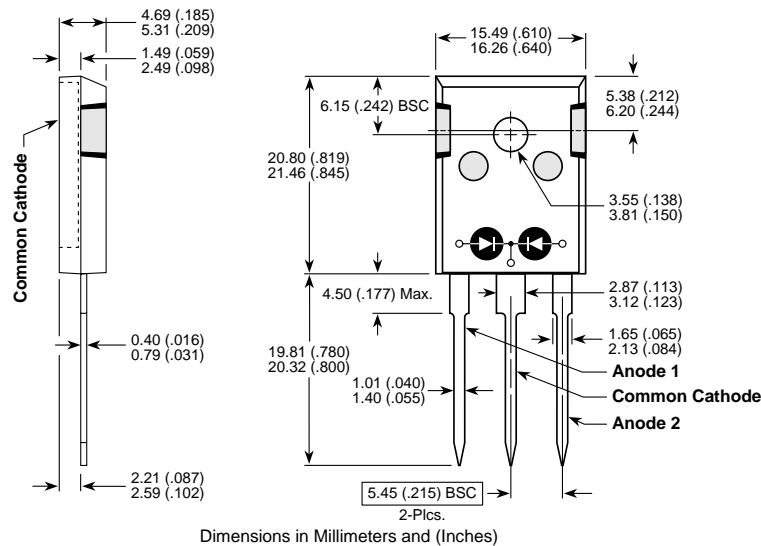 4.69 (.185)
5.31 (.209)
1.49 (.059)
2.49 (.098)
Common Cathode
0.40 (.016)
0.79 (.031)
2.21 (.087)
2.59 (.102)
15.49 (.610)
16.26 (.640)
6.15 (.242) BSC
5.38 (.212)
6.20 (.244)
20.80 (.819)
21.46 (.845)
3.55 (.138)
3.81 (.150)
4.50 (.177) Max.
2.87 (.113)
3.12 (.123)
19.81 (.780)
20.32 (.800)
1.65 (.065)
2.13 (.084)
1.01 (.040)
1.40 (.055)
Anode 1
Common Cathode
Anode 2
5.45 (.215) BSC
2-Plcs.
Dimensions in Millimeters and (Inches)